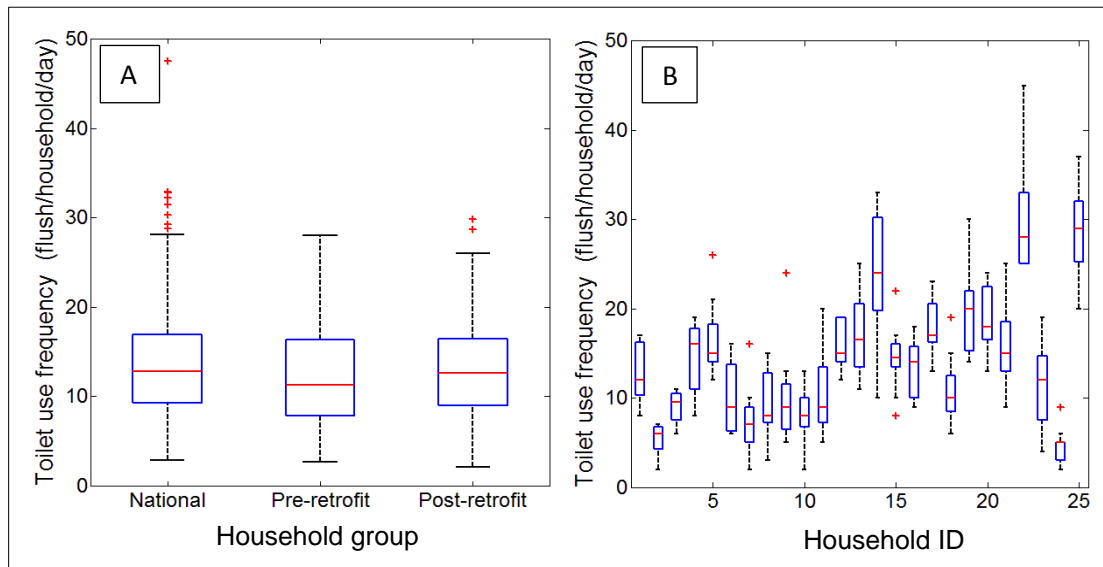 A
Toilet use frequency (flush/household/day)
50
40
30
20
10
0
National Pre-retrofit Post-retrofit
Household group
B
Toilet use frequency (flush/household/day)
50
40
30
20
10
0
5 10 15 20 25
Household ID